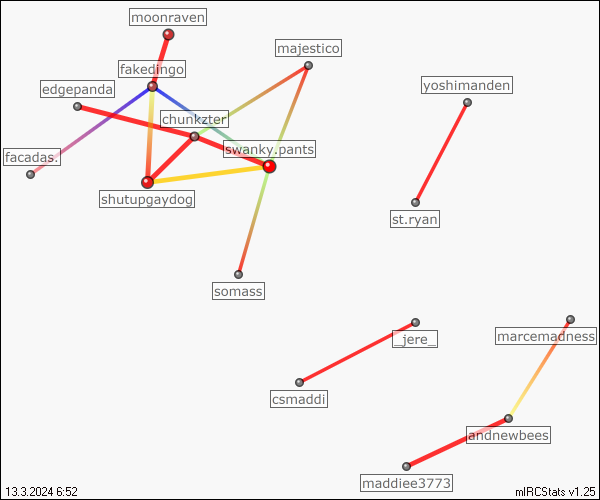 moonraven
majestico
fakedingo
edgepanda
yoshimanden
chunkzter
swanky.pants
facadas.
shutupgaydog
st.ryan
somass
_jere_
marcemadness
csmaddi
andnewbees
maddiee3773
13.3.2024 6:52
mIRCStats v1.25